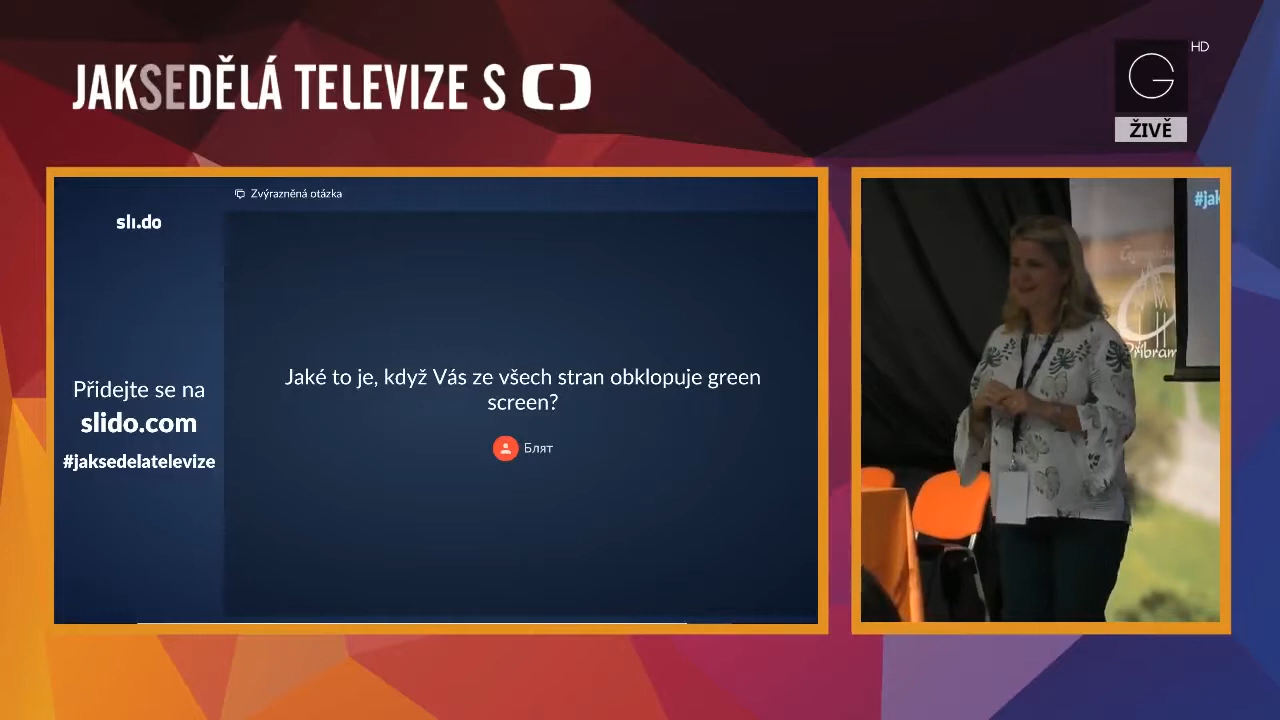 JAKSEDĚLÁ TELEVIZE S
HD
G
ŽIVĚ
Zvýrazněná otázka
sli.do
Přidejte se na
slido.com
#jaksedelatelevize
Jaké to je, když Vás ze všech stran obklopuje green
screen?
Блят
#jak
Příbram